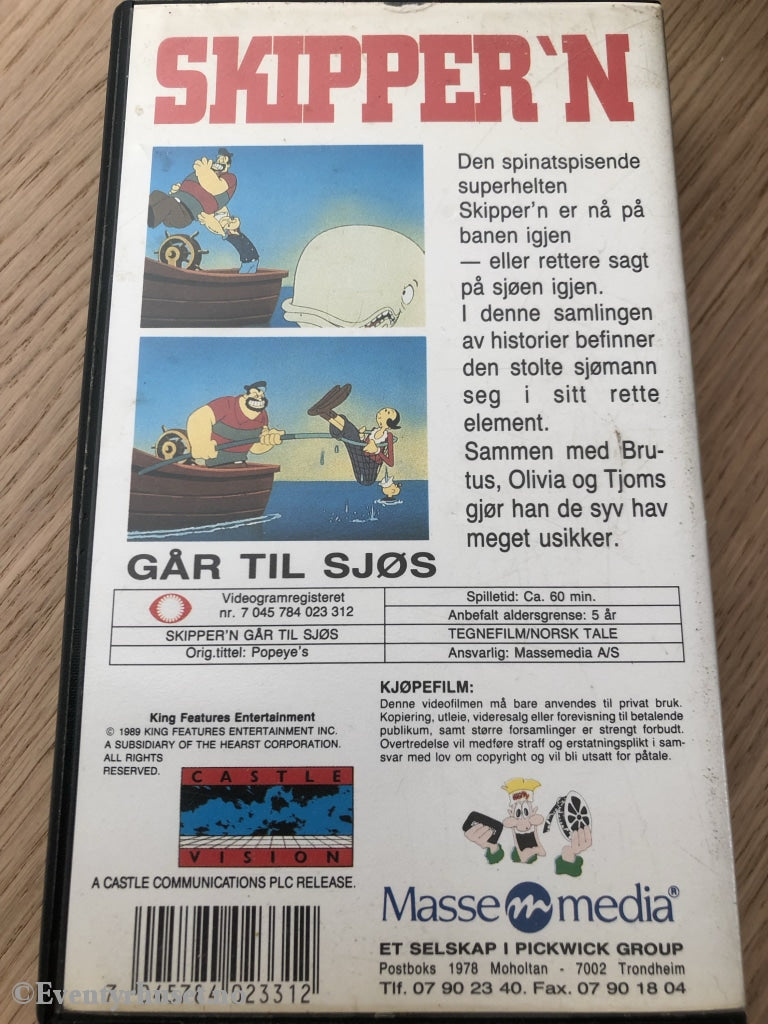 SKIPPER`N
Den spinatspisende
superhelten
Skipper'n er nå på
banen igjen
— eller rettere sagt
på sjøen igjen.
I denne samlingen
av historier befinner
den stolte sjømann
seg i sitt rette
element.
Sammen med Bru-
tus, Olivia og Tjoms
gjør han de syv hav
meget usikker.
GÅR TIL SJØS
Videogramregisteret
nr. 7 045 784 023 312
SKIPPER'N GÅR TIL SJØS
Orig.tittel: Popeye's
Spilletid: Ca. 60 min.
Anbefalt aldersgrense: 5 år
TEGNEFILM/NORSK TALE
Ansvarlig: Massemedia A/S
King Features Entertainment
© 1989 KING FEATURES ENTERTAINMENT INC.
A SUBSIDIARY OF THE HEARST CORPORATION.
ALL RIGHTS
RESERVED.
CASTLE
VISION
A CASTLE COMMUNICATIONS PLC RELEASE.
KJØPEFILM:
Denne videofilmen må bare anvendes til privat bruk.
Kopiering, utleie, videresalg eller forevisning til betalende
publikum, samt større forsamlinger er strengt forbudt.
Overtredelse vil medføre straff og erstatningsplikt i sam-
svar med lov om copyright og vil bli utsatt for påtale.
Masse m media®
ET SELSKAP I PICKWICK GROUP
Postboks 1978 Moholtan - 7002 Trondheim
Tlf. 07 90 23 40. Fax. 07 90 18 04
7 045784 023312
©Eventyrhuset.no